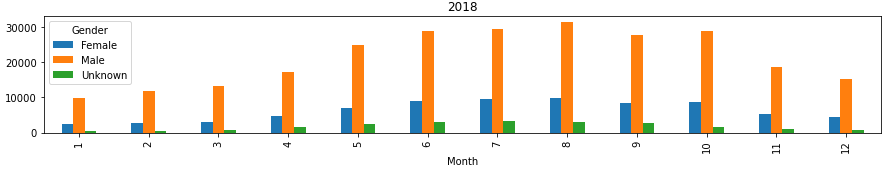 2018
Gender
Female
Male
Unknown
30000
20000
10000
0
1 2 3 4 5 6 7 8 9 10 11 12
Month